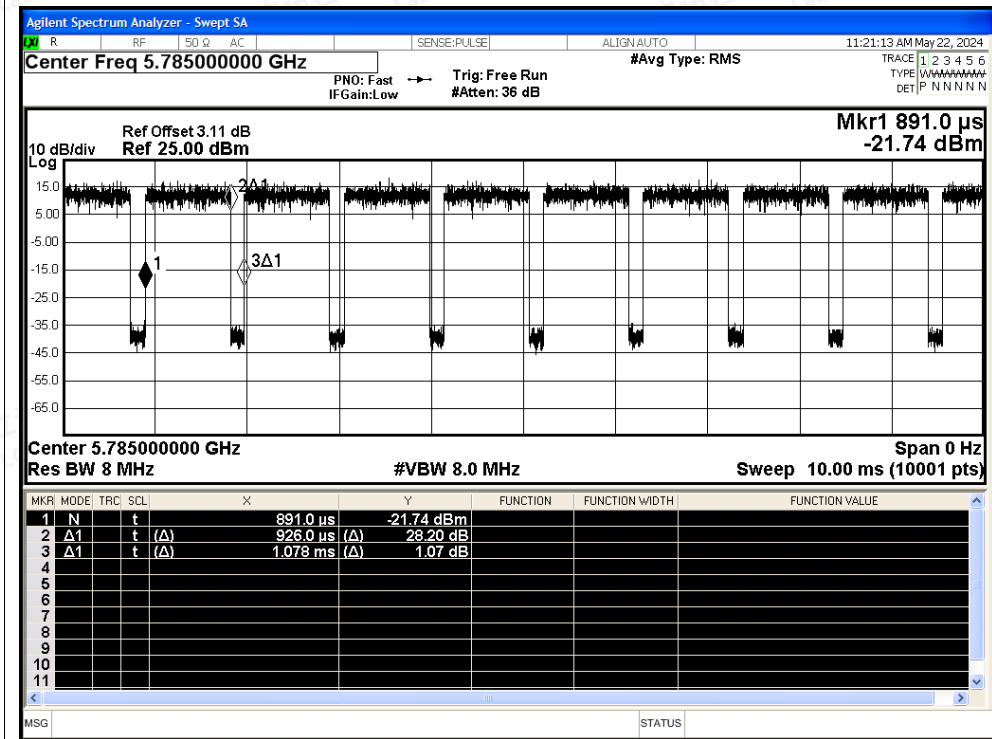 Agilent Spectrum Analyzer - Swept SA
LXI R RF 50 Ω AC SENSE:PULSE ALIGN AUTO 11:21:13 AM May 22, 2024
Center Freq 5.785000000 GHz #Avg Type: RMS TRACE 1 2 3 4 5 6
PNO: Fast Trig: Free Run TYPE WWWWWW
IFGain:Low #Atten: 36 dB DET P N N N N N
Mkr1 891.0 µs
-21.74 dBm
Ref Offset 3.11 dB
10 dB/div Ref 25.00 dBm
Log
15.0
5.00
-5.00
-15.0
-25.0
-35.0
-45.0
-55.0
-65.0
2Δ1
1
3Δ1
Center 5.785000000 GHz Span 0 Hz
Res BW 8 MHz #VBW 8.0 MHz Sweep 10.00 ms (10001 pts)
MKR MODE TRC SCL X Y FUNCTION FUNCTION WIDTH FUNCTION VALUE
1 N t 891.0 µs -21.74 dBm
2 Δ1 t (Δ) 926.0 µs (Δ) 28.20 dB
3 Δ1 t (Δ) 1.078 ms (Δ) 1.07 dB
4
5
6
7
8
9
10
11
MSG STATUS